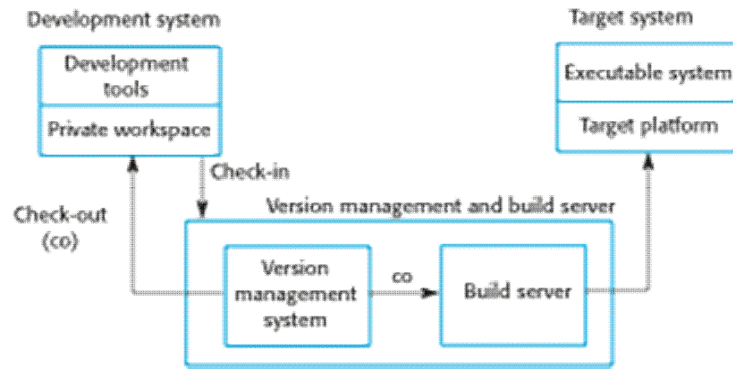 Development system
Target system
Development
tools
Executable system
Private workspace
Target platform
Check-in
Check-out
(co)
Version management and build server
Version
management
system
co
Build server